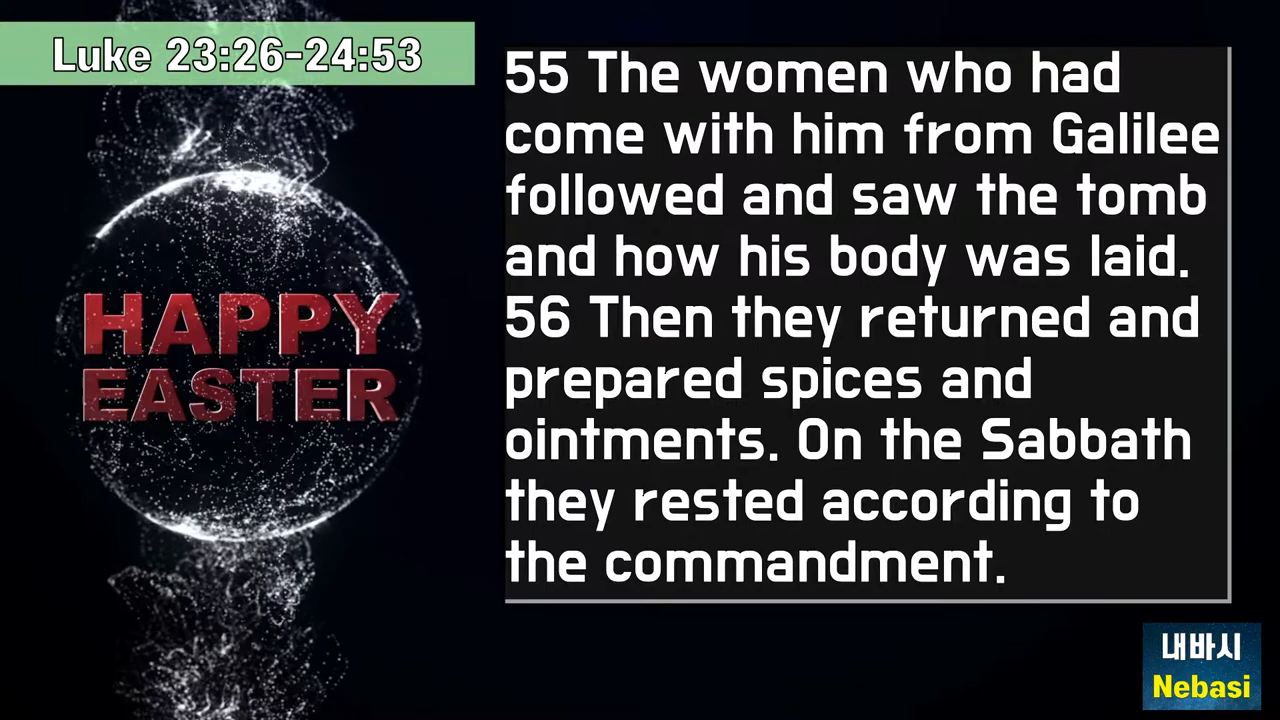 Luke 23:26-24:53
HAPPY
EASTER
55 The women who had
come with him from Galilee
followed and saw the tomb
and how his body was laid.
56 Then they returned and
prepared spices and
ointments. On the Sabbath
they rested according to
the commandment.
내바시
Nebasi